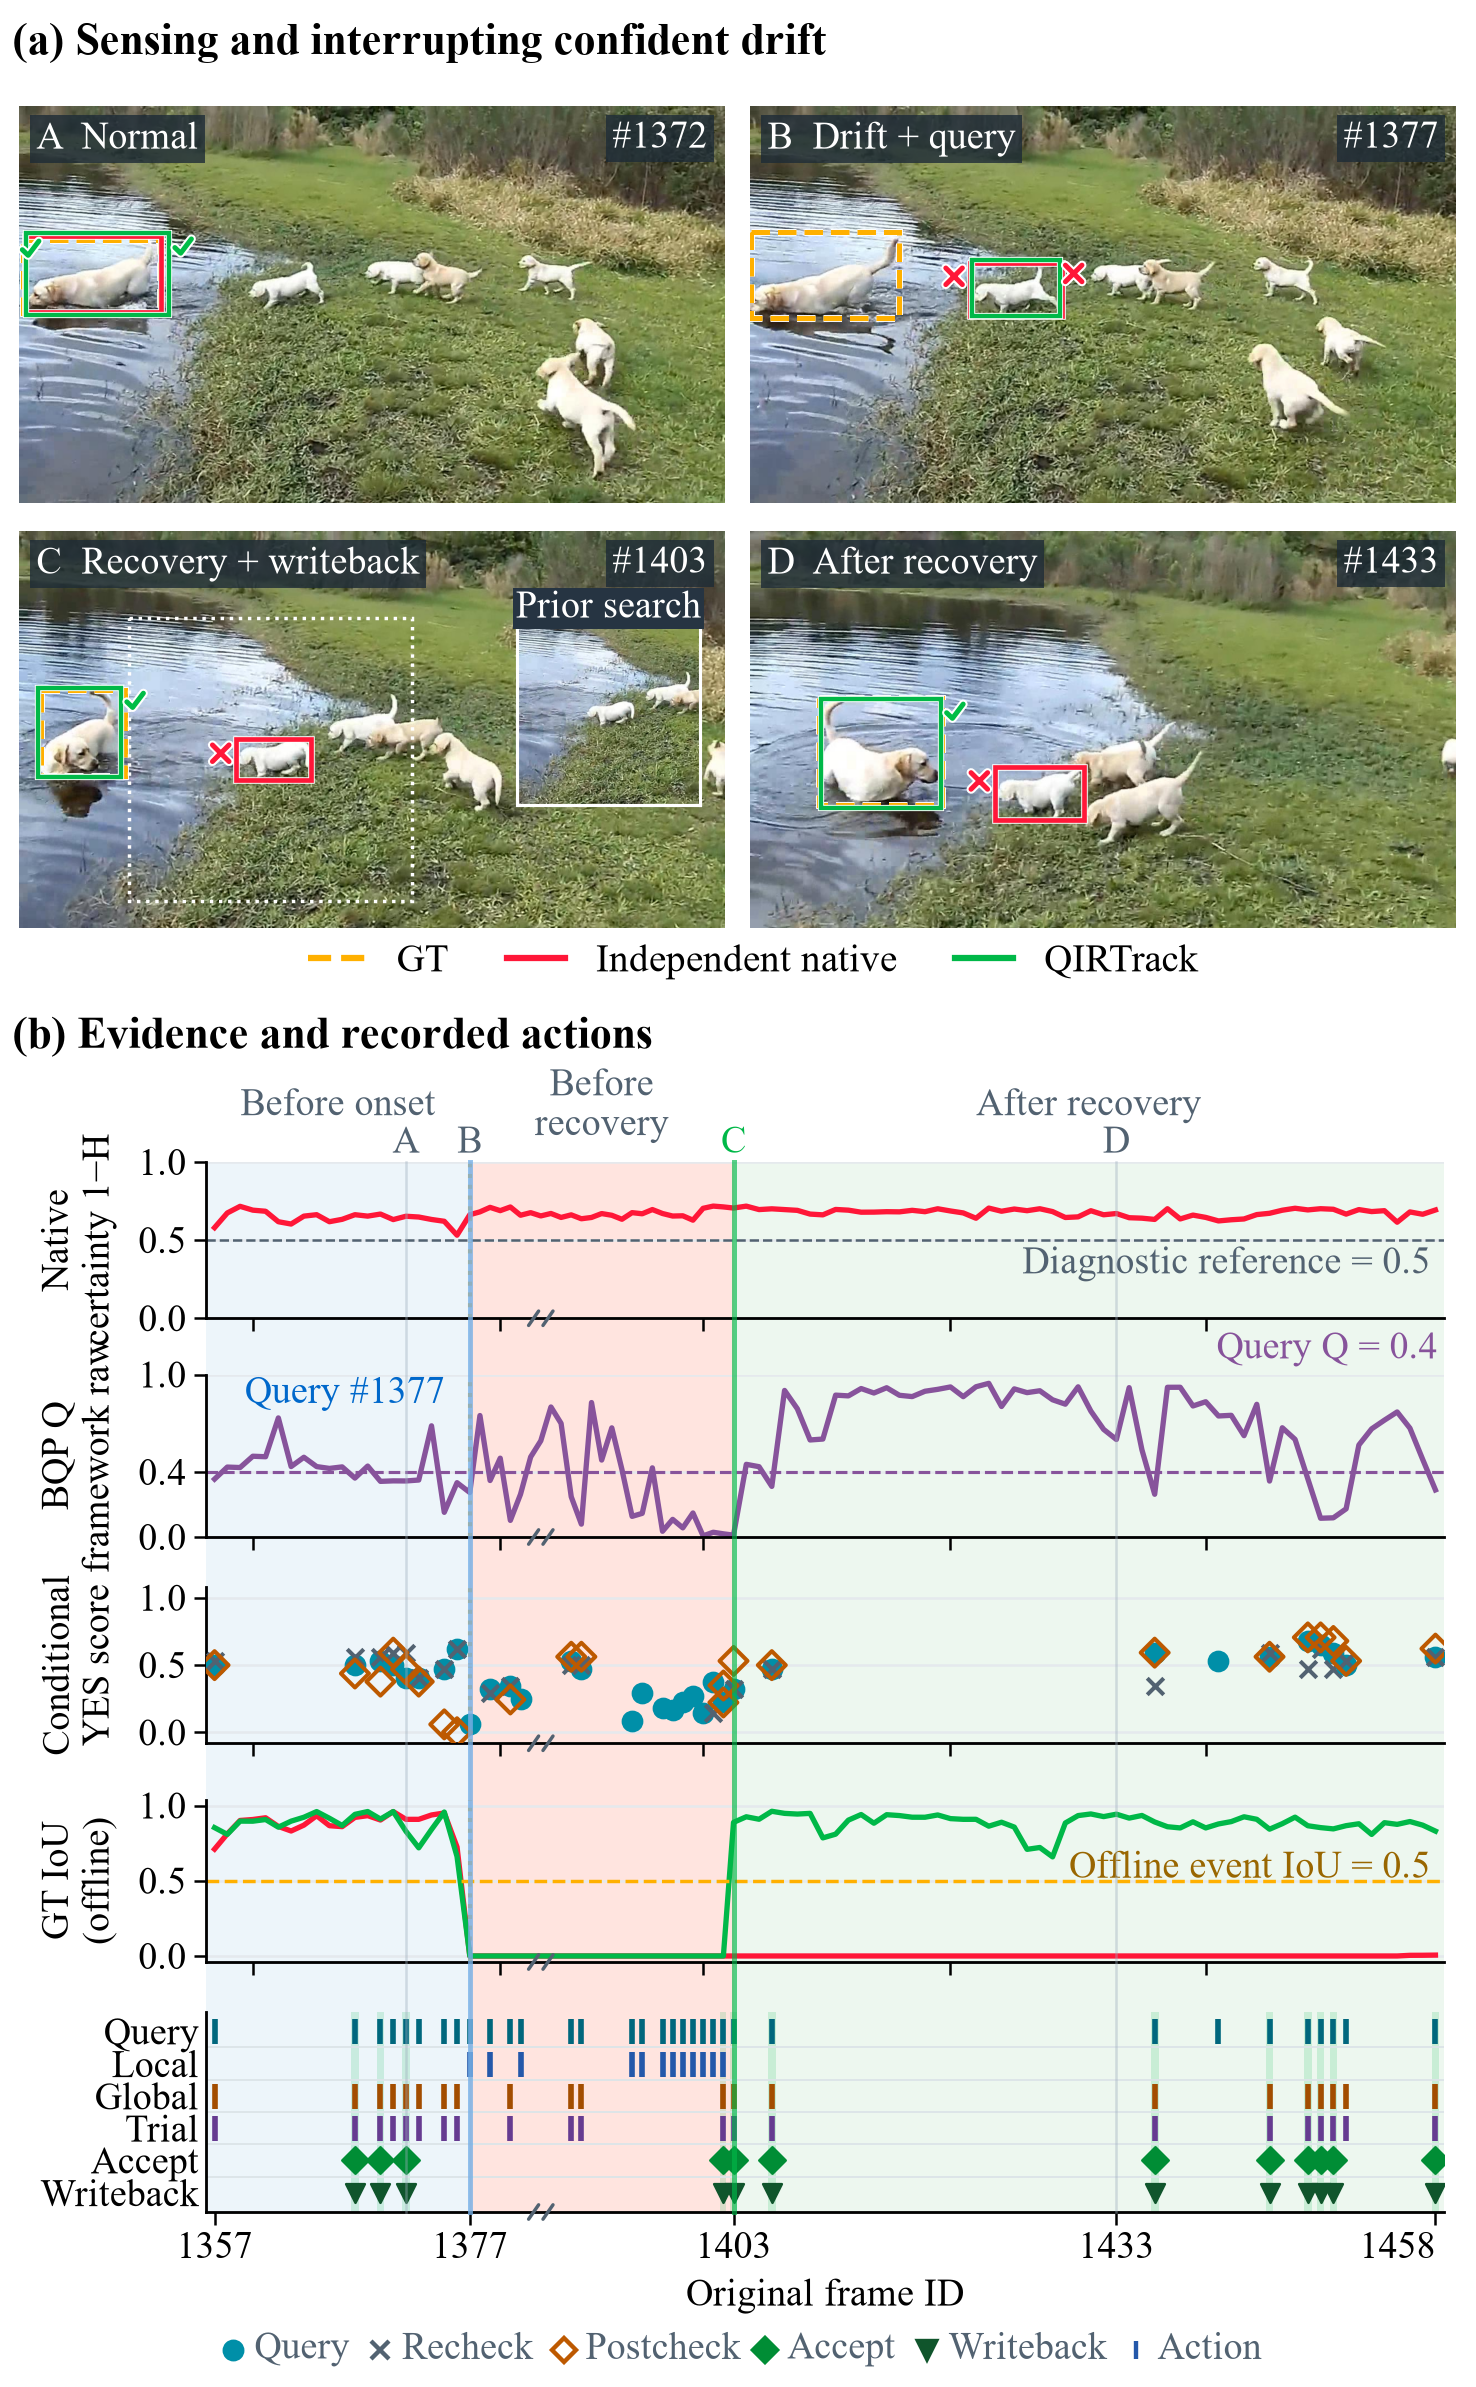 (a) Sensing and interrupting confident drift
A Normal
#1372
B Drift + query
#1377
C Recovery + writeback
#1403
Prior search
D After recovery
#1433
GT
Independent native
QIRTrack
(b) Evidence and recorded actions
Before onset
Before
recovery
After recovery
A
B
C
D
Native
raw certainty 1−H
1.0
0.5
0.0
Diagnostic reference = 0.5
BQP Q
framework
1.0
0.4
0.0
Query #1377
Query Q = 0.4
Conditional
YES score
1.0
0.5
0.0
GT IoU
(offline)
1.0
0.5
0.0
Offline event IoU = 0.5
Query
Local
Global
Trial
Accept
Writeback
1357
1377
1403
1433
1458
Original frame ID
Query
Recheck
Postcheck
Accept
Writeback
Action